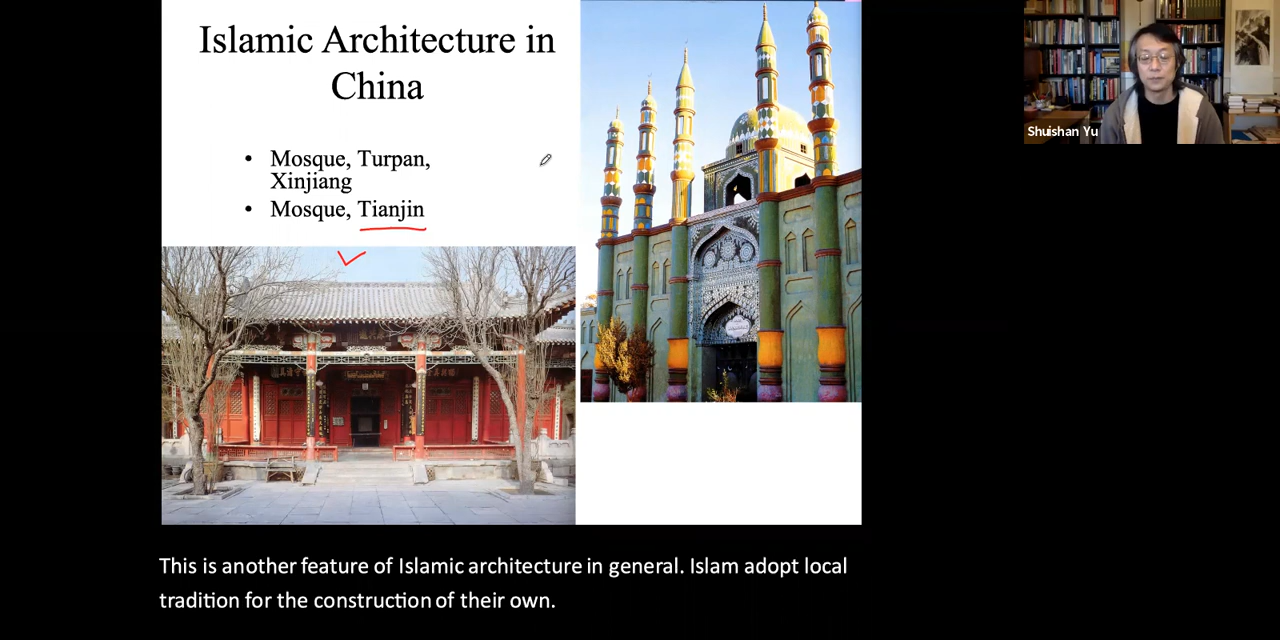 Islamic Architecture in
China
• Mosque, Turpan,
Xinjiang
• Mosque, Tianjin
Shuishan Yu
This is another feature of Islamic architecture in general. Islam adopt local
tradition for the construction of their own.